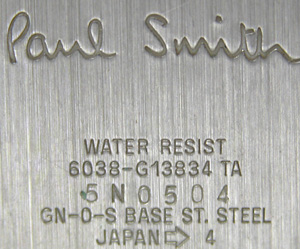 Paul Smith
WATER RESIST
6038-G13834 TA
5N0504
GN-0-S BASE ST. STEEL
JAPAN ⇨ 4